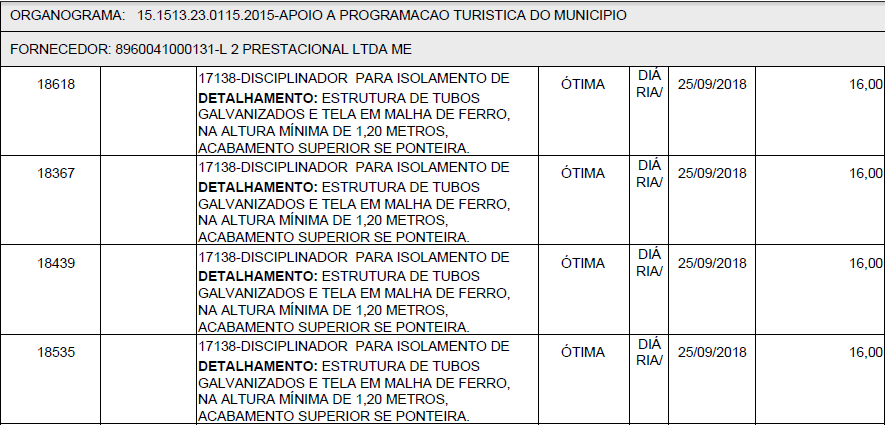 ORGANOGRAMA: 15.1513.23.0115.2015-APOIO A PROGRAMACAO TURISTICA DO MUNICIPIO
FORNECEDOR: 8960041000131-L 2 PRESTACIONAL LTDA ME
18618 17138-DISCIPLINADOR PARA ISOLAMENTO DE ÓTIMA DIÁ 25/09/2018 16,00
RIA/
DETALHAMENTO: ESTRUTURA DE TUBOS
GALVANIZADOS E TELA EM MALHA DE FERRO,
NA ALTURA MÍNIMA DE 1,20 METROS,
ACABAMENTO SUPERIOR SE PONTEIRA.
18367 17138-DISCIPLINADOR PARA ISOLAMENTO DE ÓTIMA DIÁ 25/09/2018 16,00
RIA/
DETALHAMENTO: ESTRUTURA DE TUBOS
GALVANIZADOS E TELA EM MALHA DE FERRO,
NA ALTURA MÍNIMA DE 1,20 METROS,
ACABAMENTO SUPERIOR SE PONTEIRA.
18439 17138-DISCIPLINADOR PARA ISOLAMENTO DE ÓTIMA DIÁ 25/09/2018 16,00
RIA/
DETALHAMENTO: ESTRUTURA DE TUBOS
GALVANIZADOS E TELA EM MALHA DE FERRO,
NA ALTURA MÍNIMA DE 1,20 METROS,
ACABAMENTO SUPERIOR SE PONTEIRA.
18535 17138-DISCIPLINADOR PARA ISOLAMENTO DE ÓTIMA DIÁ 25/09/2018 16,00
RIA/
DETALHAMENTO: ESTRUTURA DE TUBOS
GALVANIZADOS E TELA EM MALHA DE FERRO,
NA ALTURA MÍNIMA DE 1,20 METROS,
ACABAMENTO SUPERIOR SE PONTEIRA.